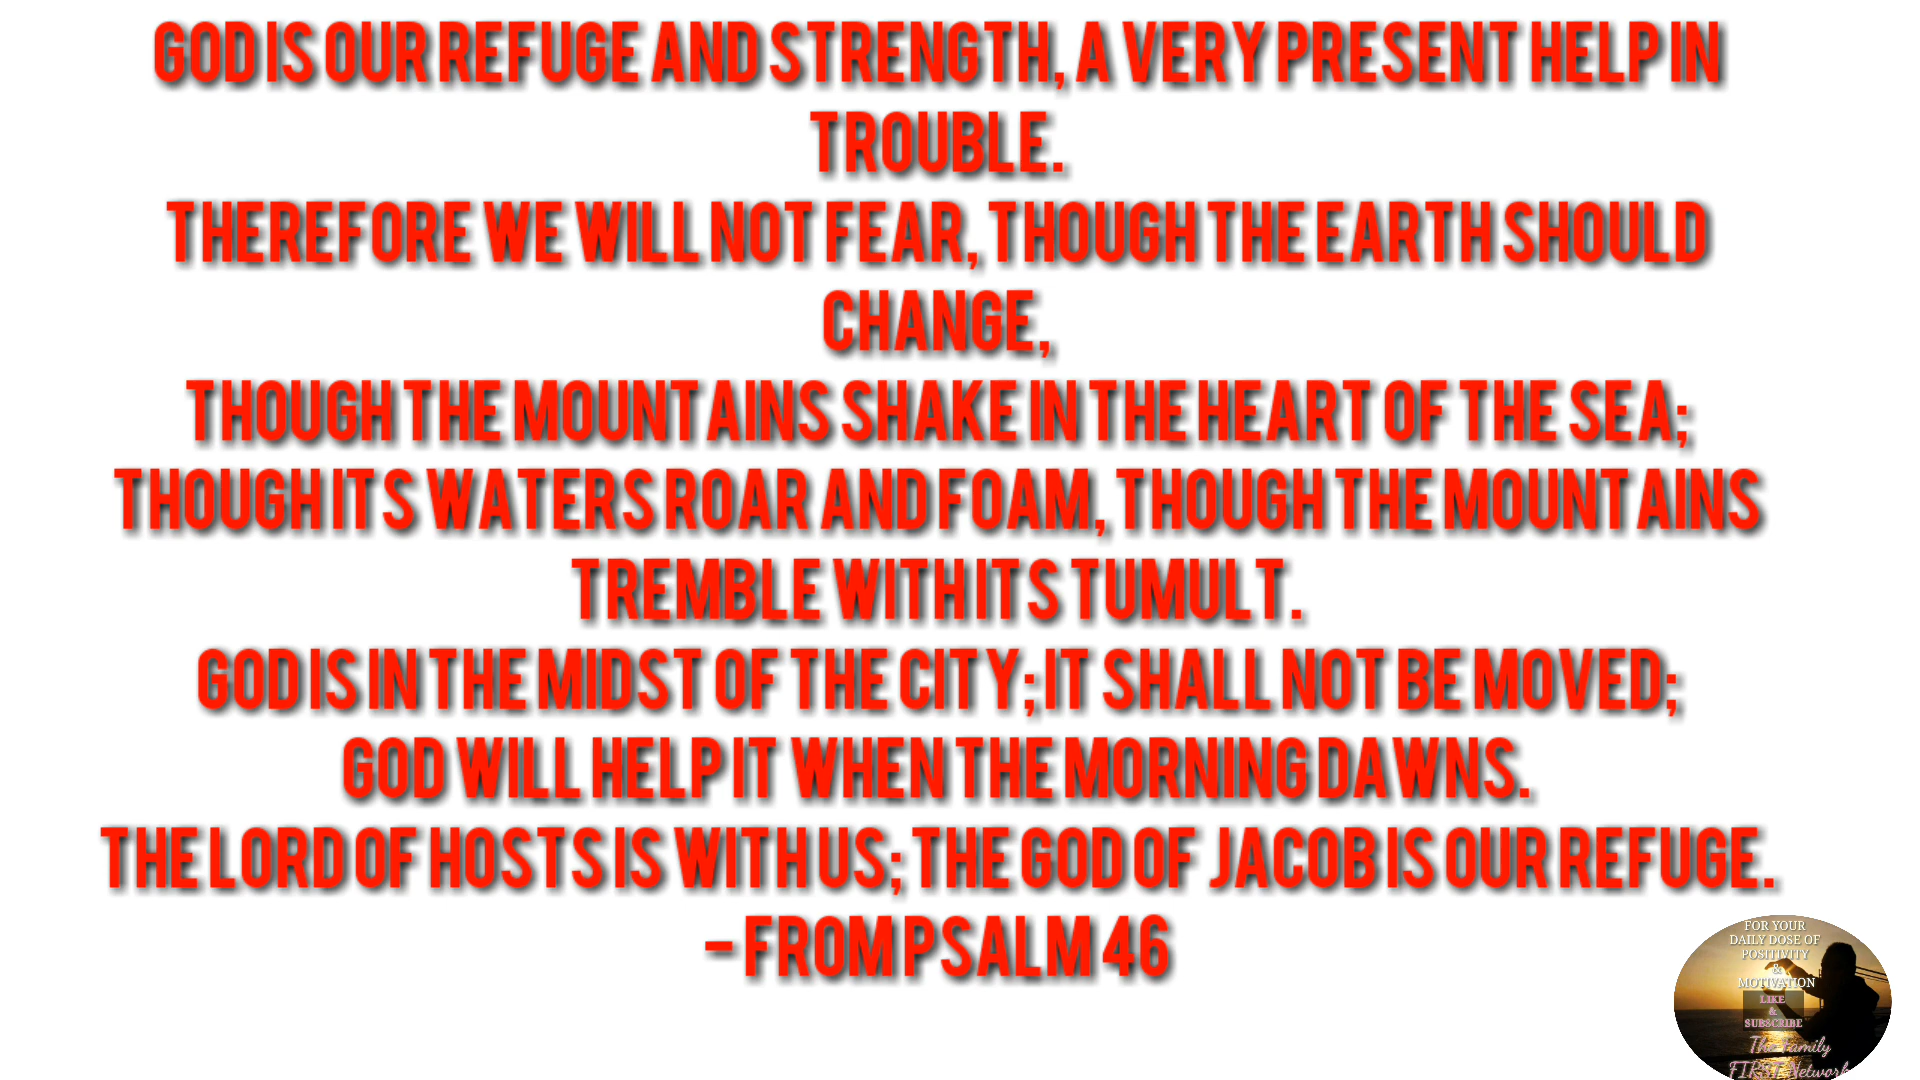 GOD IS OUR REFUGE AND STRENGTH, A VERY PRESENT HELP IN
TROUBLE.
THEREFORE WE WILL NOT FEAR, THOUGH THE EARTH SHOULD
CHANGE,
THOUGH THE MOUNTAINS SHAKE IN THE HEART OF THE SEA;
THOUGH ITS WATERS ROAR AND FOAM, THOUGH THE MOUNTAINS
TREMBLE WITH ITS TUMULT.
GOD IS IN THE MIDST OF THE CITY; IT SHALL NOT BE MOVED;
GOD WILL HELP IT WHEN THE MORNING DAWNS.
THE LORD OF HOSTS IS WITH US; THE GOD OF JACOB IS OUR REFUGE.
- FROM PSALM 46
FOR YOUR
DAILY DOSE OF
POSITIVITY
&
MOTIVATION
LIKE
&
SUBSCRIBE
The Family
FIRST Network